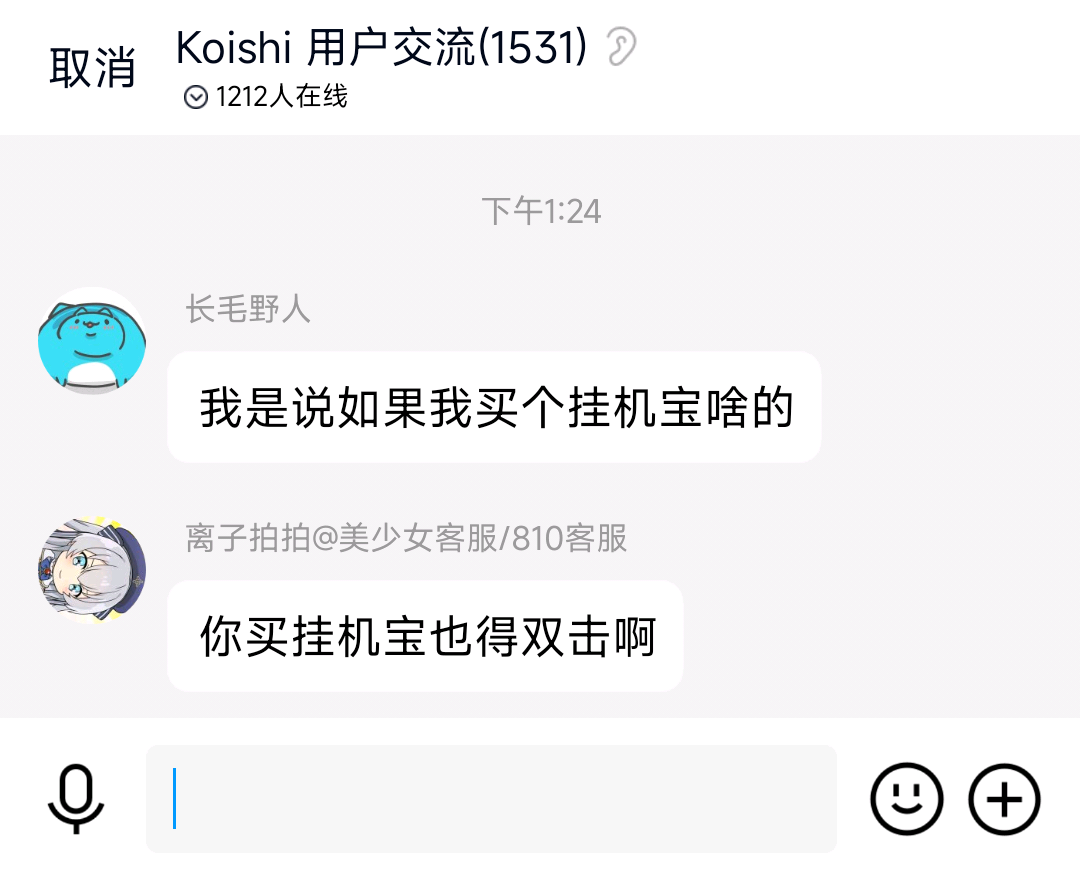 取消
Koishi 用户交流(1531)
1212人在线
下午1:24
长毛野人
我是说如果我买个挂机宝啥的
离子拍拍@美少女客服/810客服
你买挂机宝也得双击啊